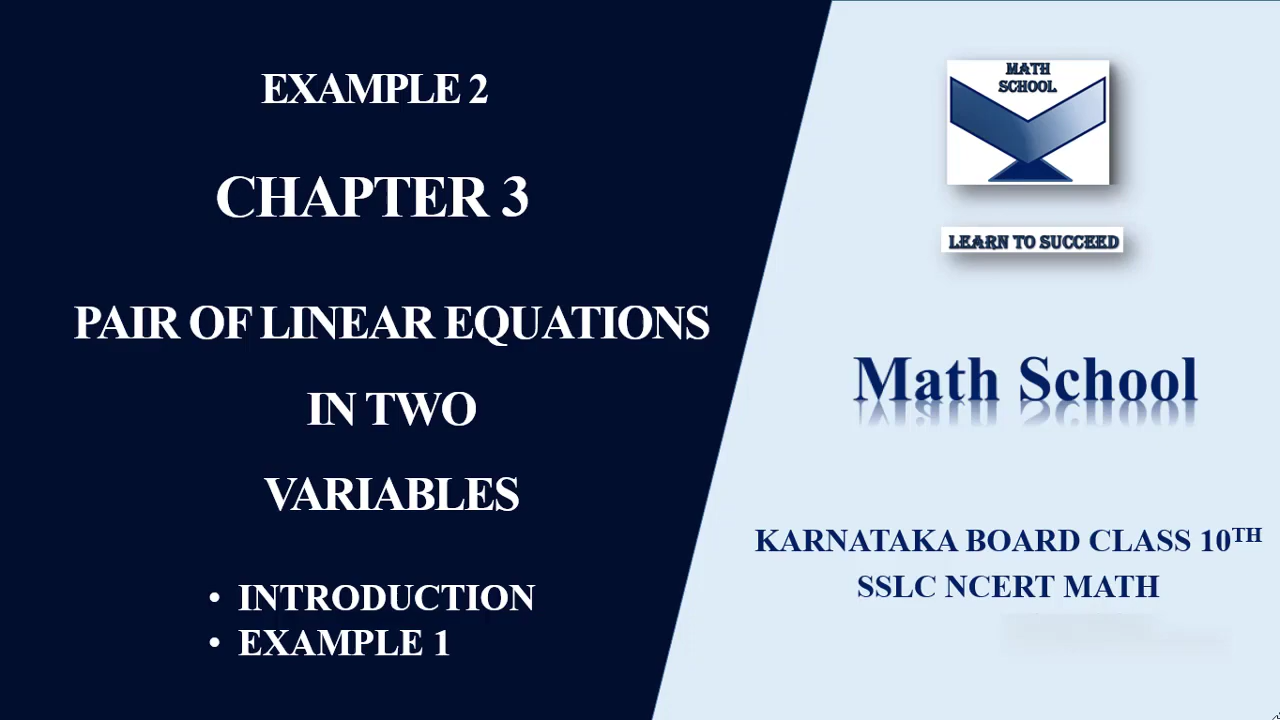 EXAMPLE 2
CHAPTER 3
PAIR OF LINEAR EQUATIONS
IN TWO
VARIABLES
• INTRODUCTION
• EXAMPLE 1
MATH
SCHOOL
LEARN TO SUCCEED
Math School
KARNATAKA BOARD CLASS 10TH
SSLC NCERT MATH